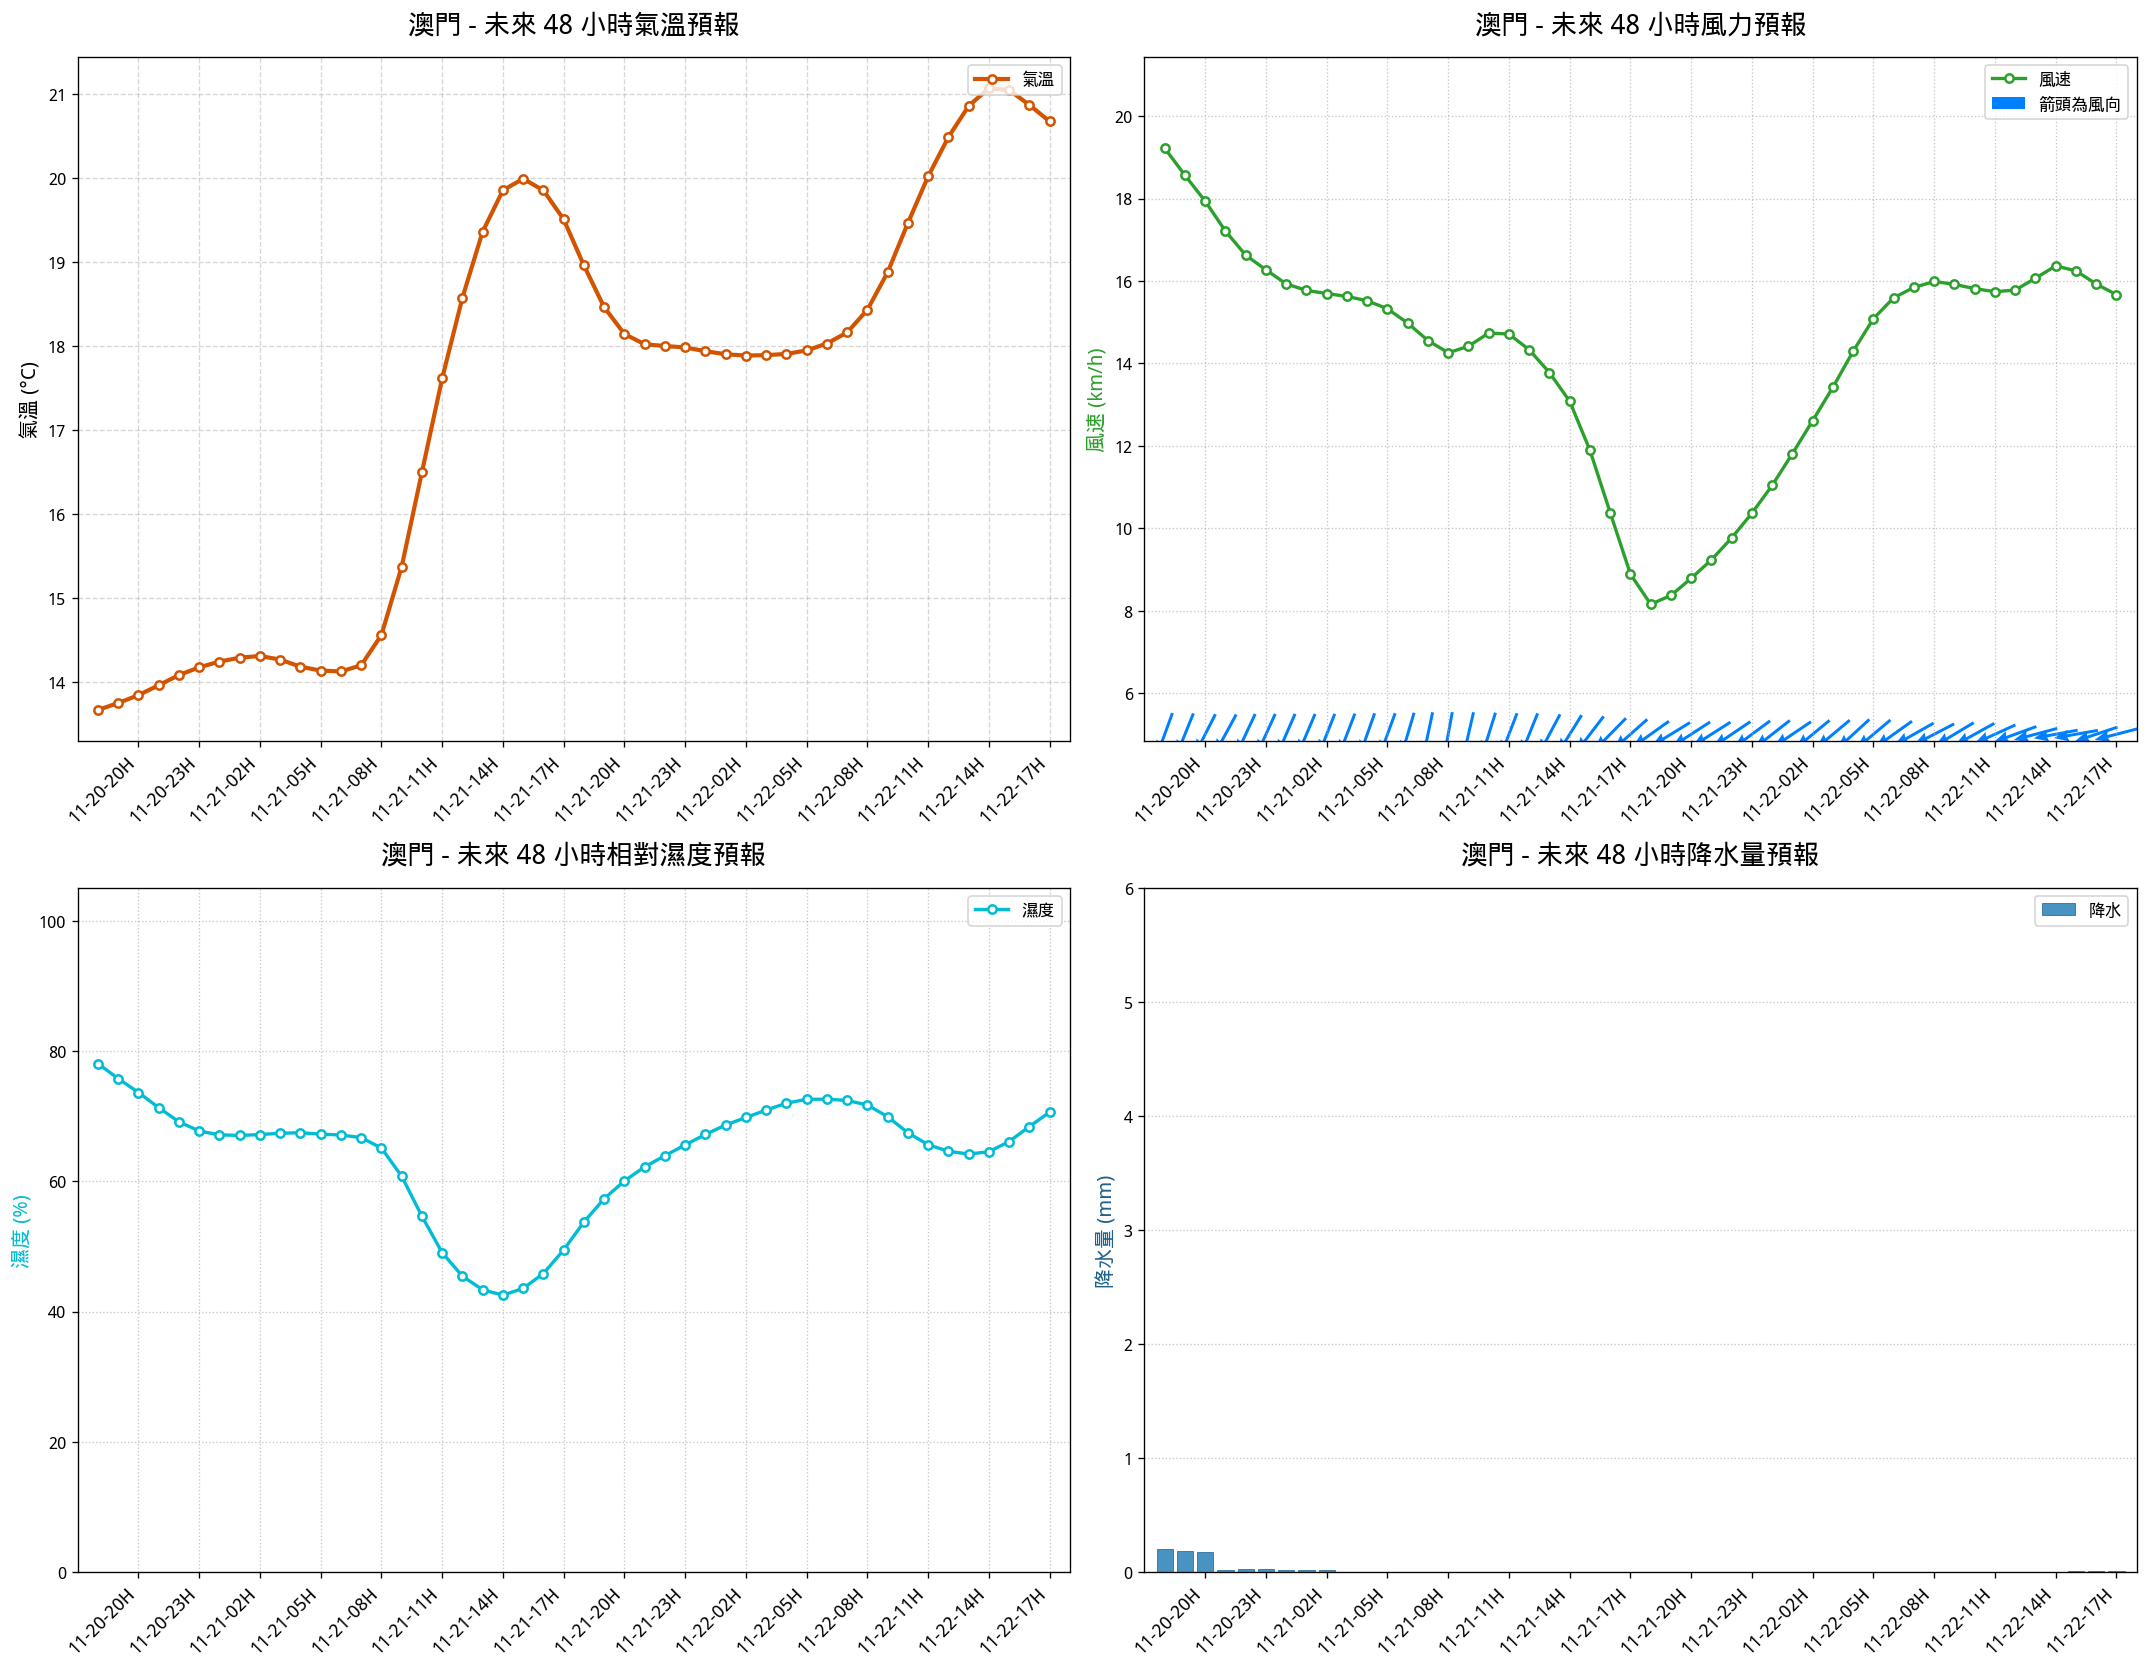 澳門 - 未來 48 小時氣溫預報
氣溫
氣溫 (°C)
21
20
19
18
17
16
15
14
11-20-20H
11-20-23H
11-21-02H
11-21-05H
11-21-08H
11-21-11H
11-21-14H
11-21-17H
11-21-20H
11-21-23H
11-22-02H
11-22-05H
11-22-08H
11-22-11H
11-22-14H
11-22-17H
澳門 - 未來 48 小時風力預報
風速
箭頭為風向
風速 (km/h)
20
18
16
14
12
10
8
6
11-20-20H
11-20-23H
11-21-02H
11-21-05H
11-21-08H
11-21-11H
11-21-14H
11-21-17H
11-21-20H
11-21-23H
11-22-02H
11-22-05H
11-22-08H
11-22-11H
11-22-14H
11-22-17H
澳門 - 未來 48 小時相對濕度預報
濕度
濕度 (%)
100
80
60
40
20
0
11-20-20H
11-20-23H
11-21-02H
11-21-05H
11-21-08H
11-21-11H
11-21-14H
11-21-17H
11-21-20H
11-21-23H
11-22-02H
11-22-05H
11-22-08H
11-22-11H
11-22-14H
11-22-17H
澳門 - 未來 48 小時降水量預報
降水
降水量 (mm)
6
5
4
3
2
1
0
11-20-20H
11-20-23H
11-21-02H
11-21-05H
11-21-08H
11-21-11H
11-21-14H
11-21-17H
11-21-20H
11-21-23H
11-22-02H
11-22-05H
11-22-08H
11-22-11H
11-22-14H
11-22-17H